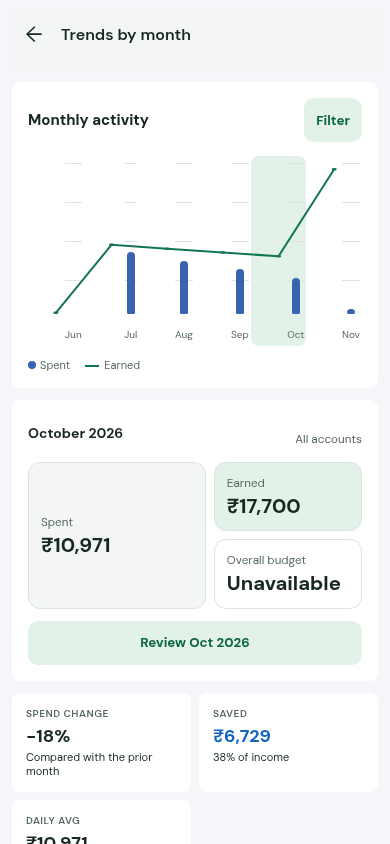 Trends by month
Monthly activity
Filter
Jun Jul Aug Sep Oct Nov
Spent Earned
October 2026
All accounts
Spent
₹10,971
Earned
₹17,700
Overall budget
Unavailable
Review Oct 2026
SPEND CHANGE
-18%
Compared with the prior
month
SAVED
₹6,729
38% of income
DAILY AVG
₹10,971